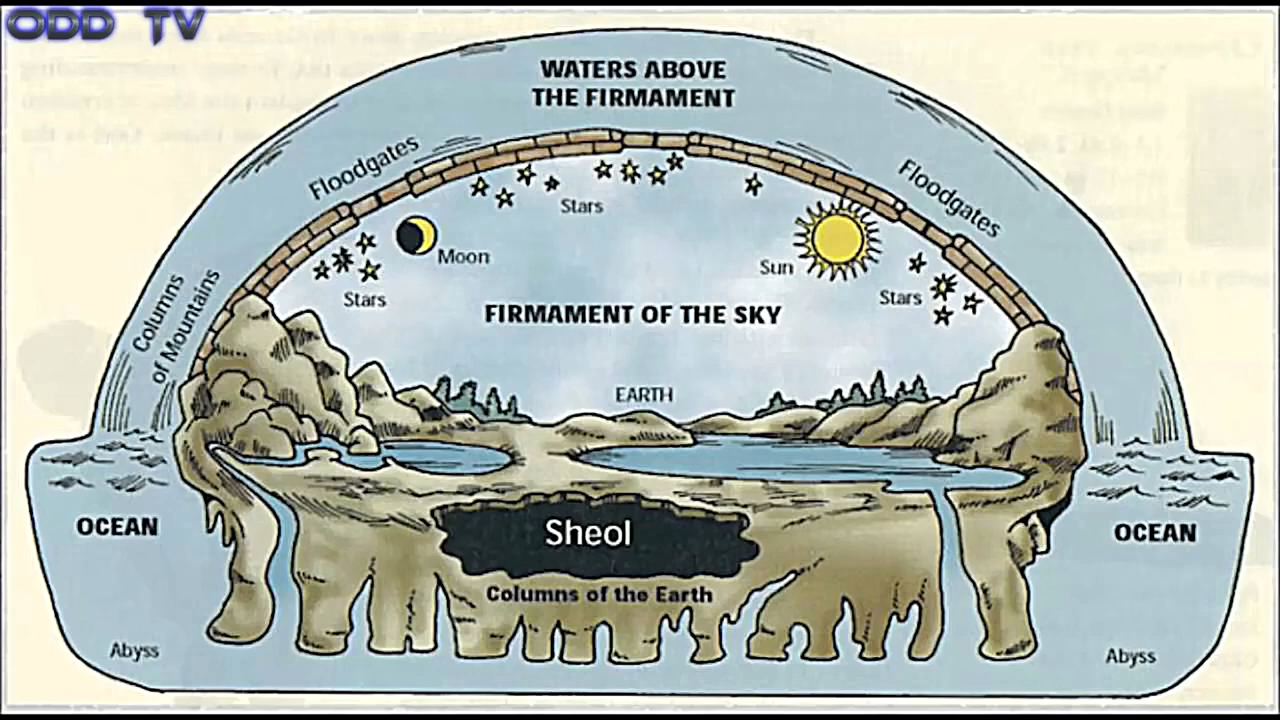 ODD TV
WATERS ABOVE
THE FIRMAMENT
Floodgates
Floodgates
Stars
Moon
Sun
Stars
Stars
Columns
of Mountains
FIRMAMENT OF THE SKY
EARTH
OCEAN
Sheol
OCEAN
Columns of the Earth
Abyss
Abyss